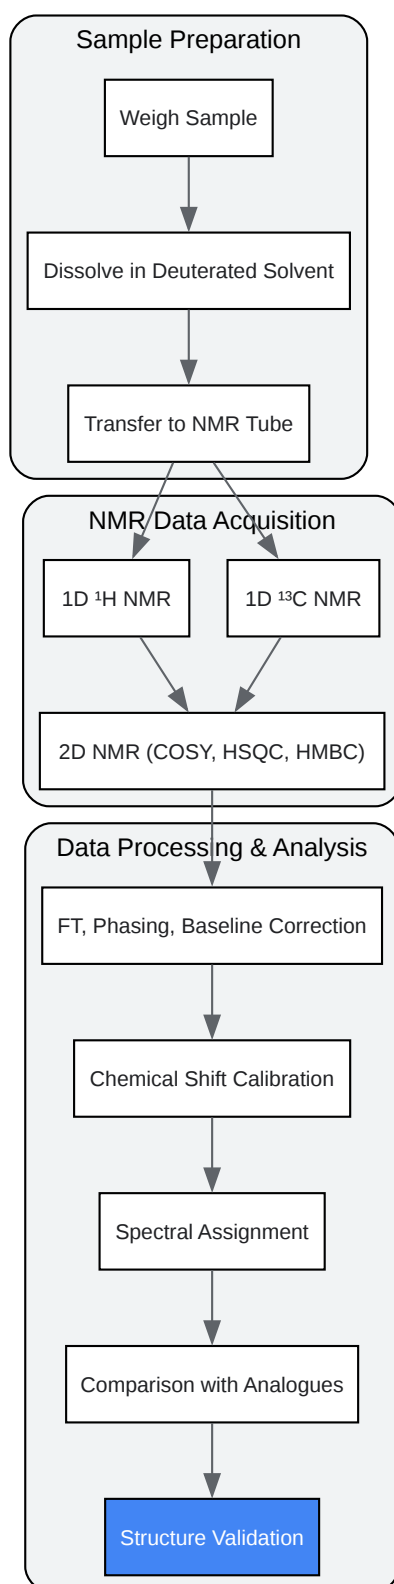 Sample Preparation
Weigh Sample
Dissolve in Deuterated Solvent
Transfer to NMR Tube
NMR Data Acquisition
1D ¹H NMR
1D ¹³C NMR
2D NMR (COSY, HSQC, HMBC)
Data Processing & Analysis
FT, Phasing, Baseline Correction
Chemical Shift Calibration
Spectral Assignment
Comparison with Analogues
Structure Validation